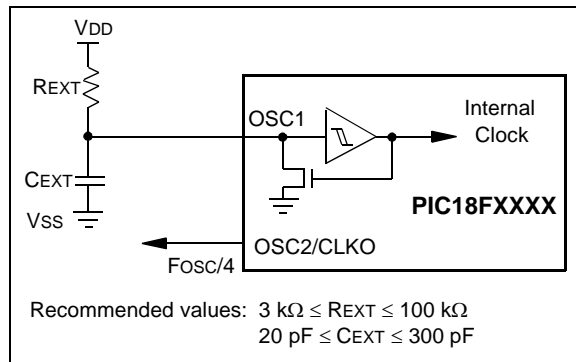 VDD
REXT
OSC1
Internal
Clock
CEXT
PIC18FXXXX
VSS
OSC2/CLKO
FOSC/4
Recommended values: 3 kΩ ≤ REXT ≤ 100 kΩ
20 pF ≤ CEXT ≤ 300 pF